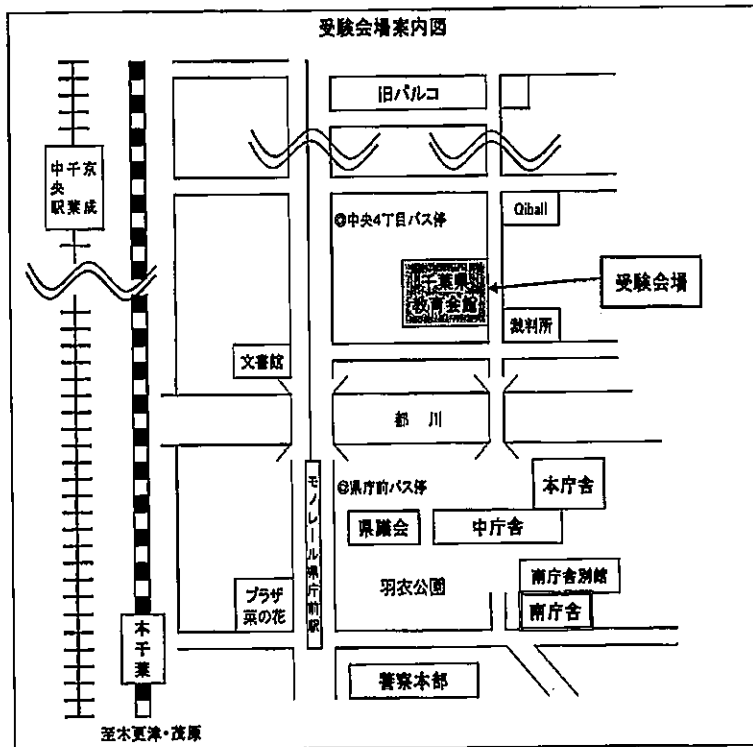 受験会場案内図
旧パルコ
京成
千葉
中央駅
◎中央4丁目バス停
Qiball
千葉県
教育会館
受験会場
裁判所
文書館
都 川
モノレール県庁前駅
◎県庁前バス停
本庁舎
県議会
中庁舎
羽衣公園
南庁舎別館
南庁舎
プラザ
菜の花
本千葉
警察本部
至木更津・茂原